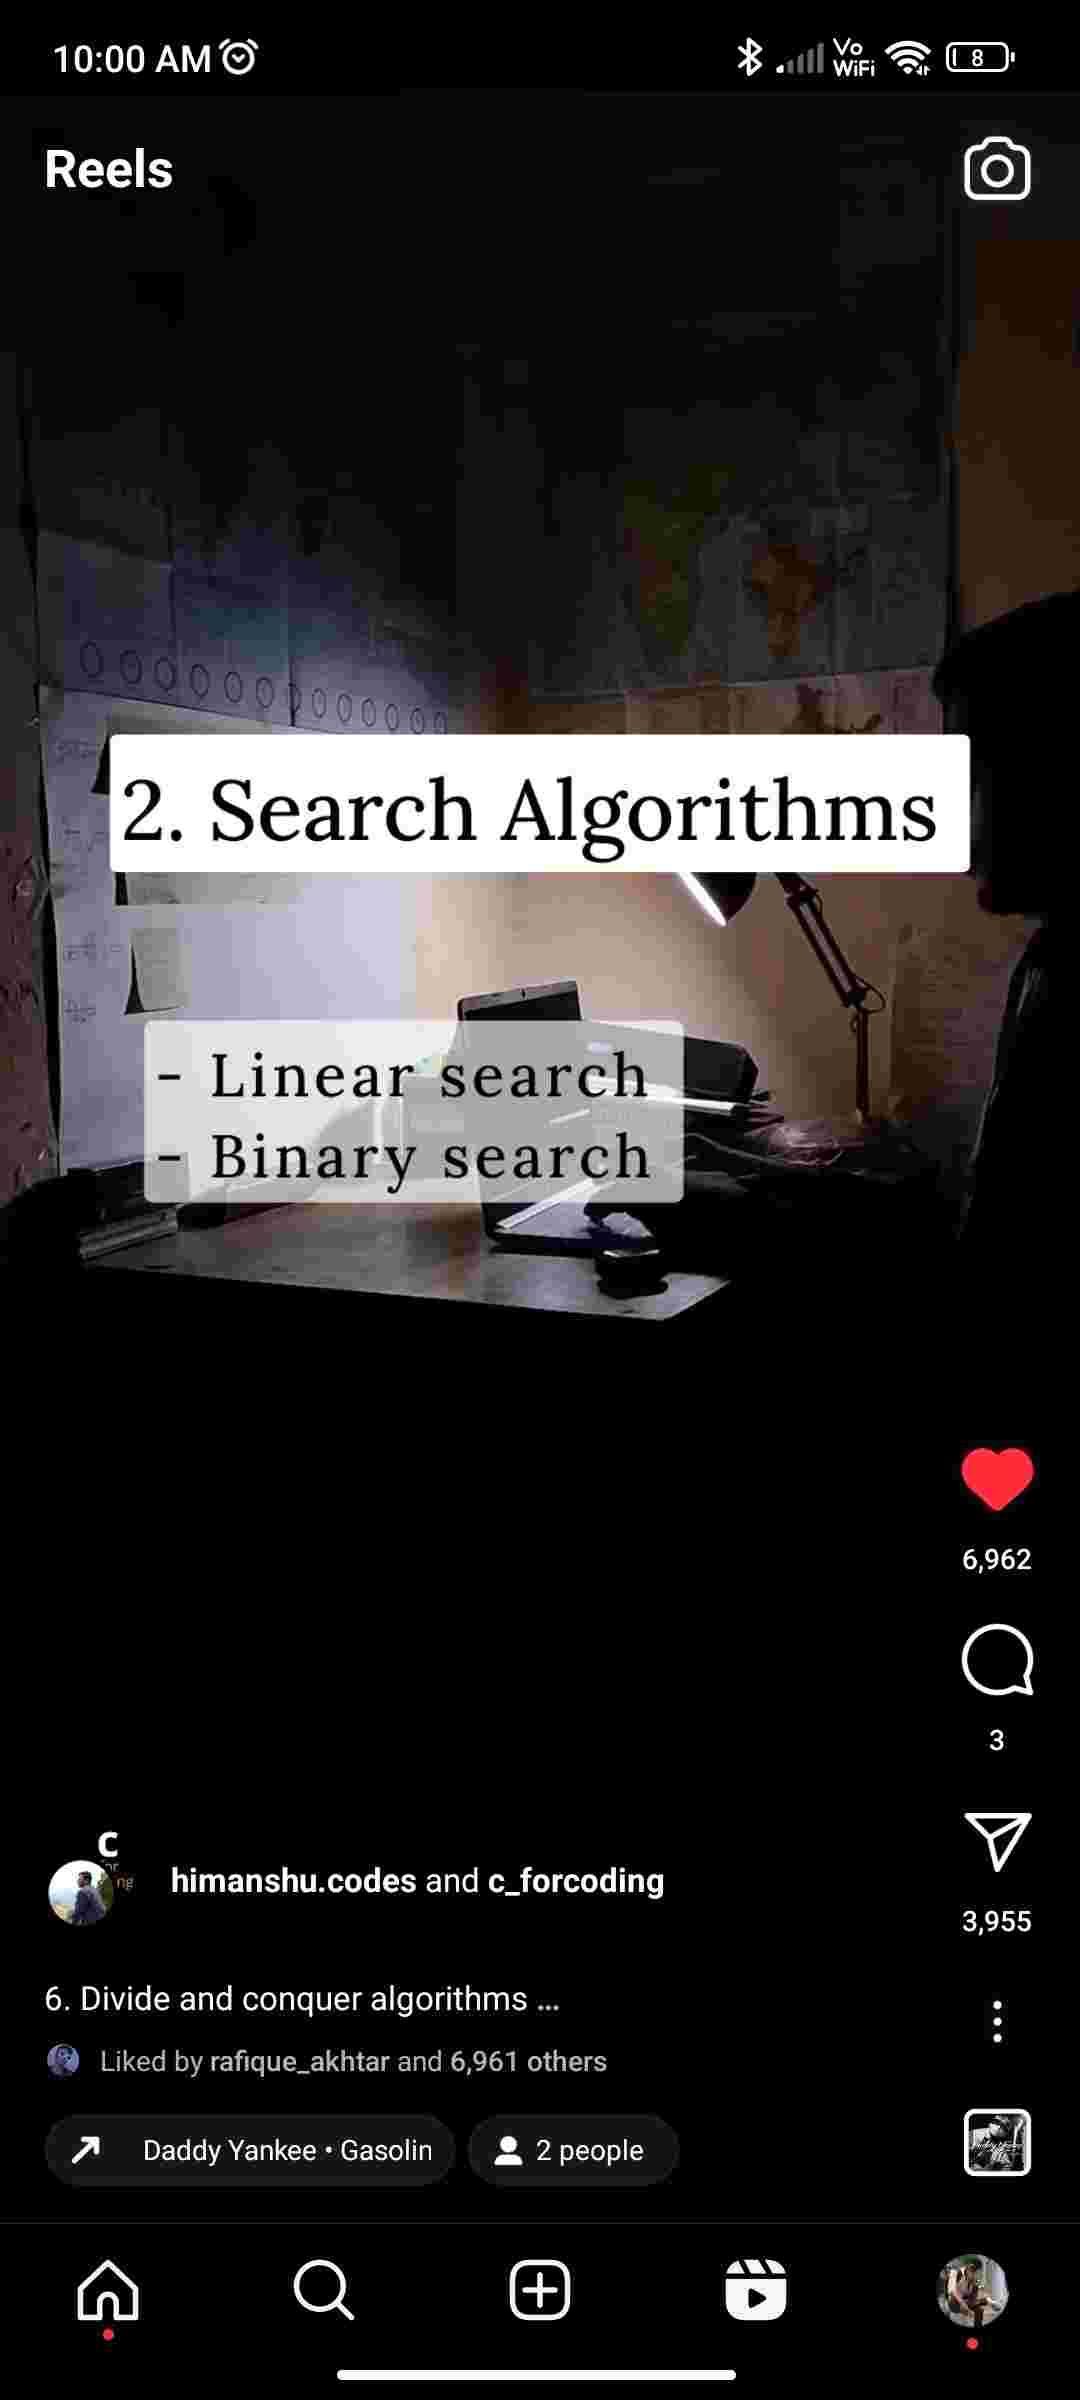 10:00 AM
Vo
WiFi
8
Reels
2. Search Algorithms
- Linear search
- Binary search
6,962
3
C
for
ng
himanshu.codes and c_forcoding
3,955
6. Divide and conquer algorithms ...
Liked by rafique_akhtar and 6,961 others
Daddy Yankee • Gasolin
2 people